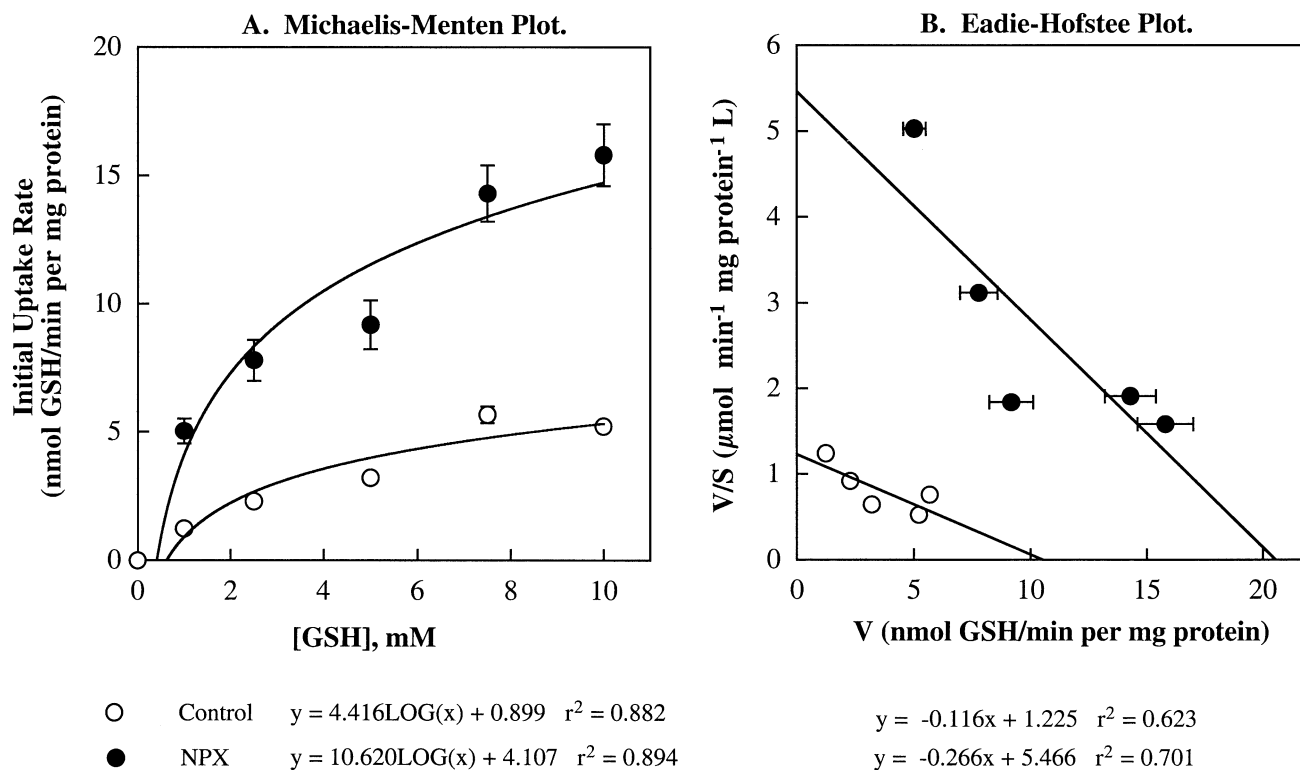 A. Michaelis-Menten Plot.
Initial Uptake Rate
(nmol GSH/min per mg protein)
20
15
10
5
0
0 2 4 6 8 10
[GSH], mM
B. Eadie-Hofstee Plot.
V/S (μmol min⁻¹ mg protein⁻¹ L)
6
5
4
3
2
1
0
0 5 10 15 20
V (nmol GSH/min per mg protein)
Control y = 4.416LOG(x) + 0.899 r² = 0.882
NPX y = 10.620LOG(x) + 4.107 r² = 0.894
y = -0.116x + 1.225 r² = 0.623
y = -0.266x + 5.466 r² = 0.701